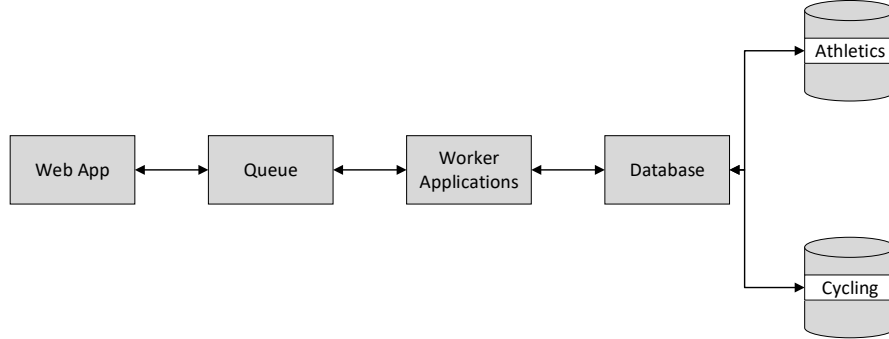 Athletics
Web App
Queue
Worker
Applications
Database
Cycling